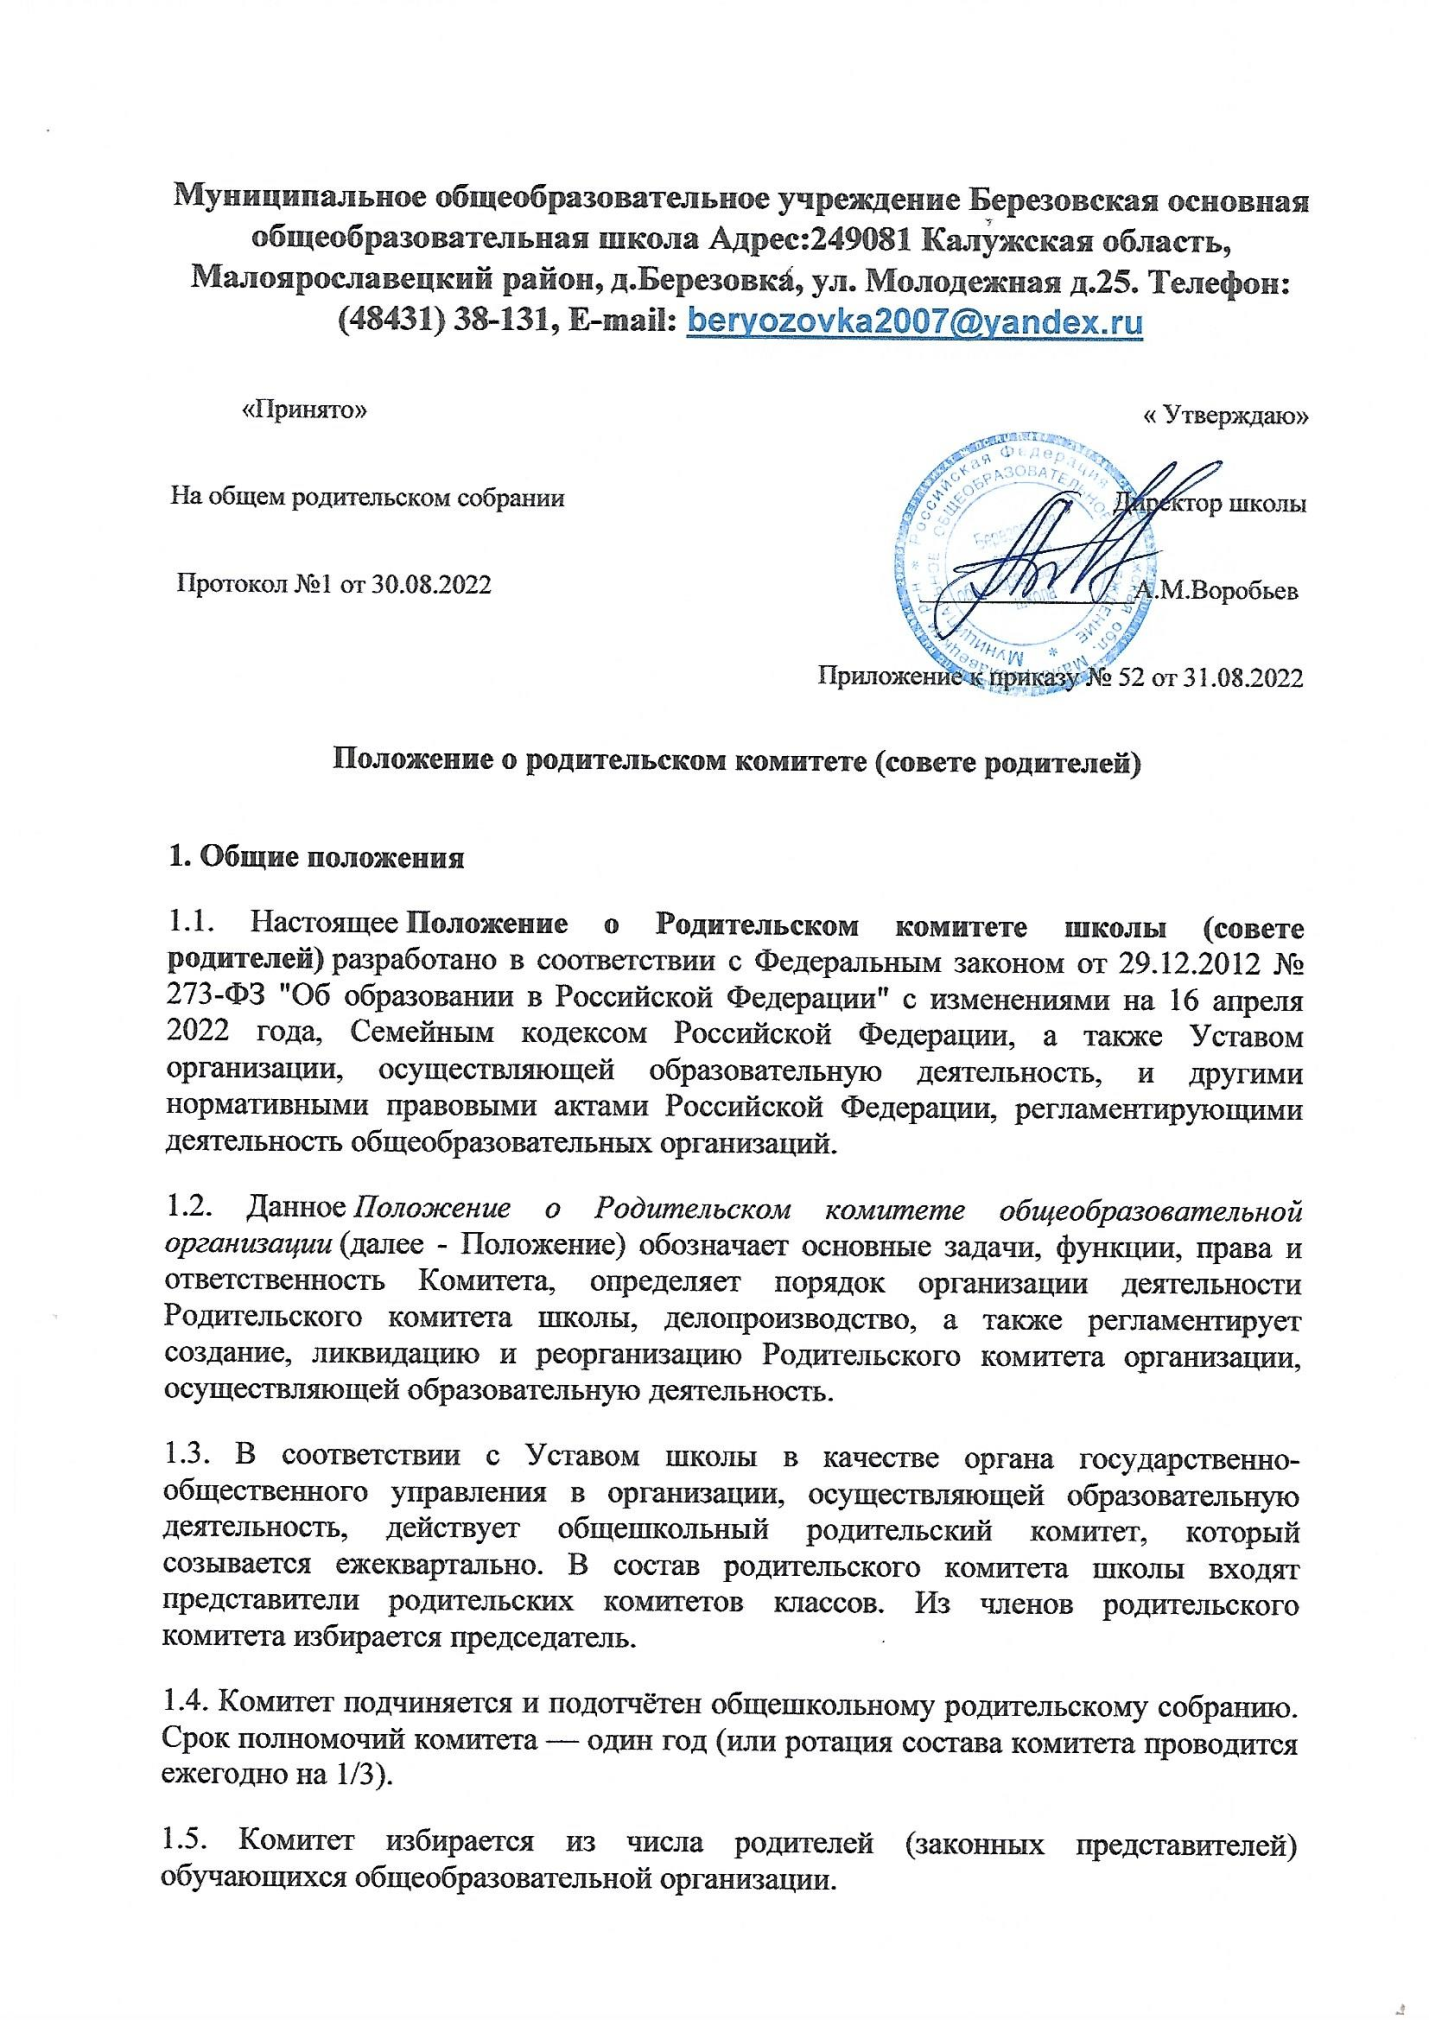 Муниципальное общеобразовательное учреждение Березовская основная
общеобразовательная школа Адрес:249081 Калужская область,
Малоярославецкий район, д.Березовка, ул. Молодежная д.25. Телефон:
(48431) 38-131, E-mail: beryozovka2007@yandex.ru
«Принято»
« Утверждаю»
На общем родительском собрании
Директор школы
Протокол №1 от 30.08.2022
А.М.Воробьев
Российская Федерация
МУНИЦИПАЛЬНОЕ ОБЩЕОБРАЗОВАТЕЛЬНОЕ
Приложение к приказу № 52 от 31.08.2022
Положение о родительском комитете (совете родителей)
1. Общие положения
1.1. Настоящее Положение о Родительском комитете школы (совете
родителей) разработано в соответствии с Федеральным законом от 29.12.2012 №
273-ФЗ "Об образовании в Российской Федерации" с изменениями на 16 апреля
2022 года, Семейным кодексом Российской Федерации, а также Уставом
организации, осуществляющей образовательную деятельность, и другими
нормативными правовыми актами Российской Федерации, регламентирующими
деятельность общеобразовательных организаций.
1.2. Данное Положение о Родительском комитете общеобразовательной
организации (далее - Положение) обозначает основные задачи, функции, права и
ответственность Комитета, определяет порядок организации деятельности
Родительского комитета школы, делопроизводство, а также регламентирует
создание, ликвидацию и реорганизацию Родительского комитета организации,
осуществляющей образовательную деятельность.
1.3. В соответствии с Уставом школы в качестве органа государственно-
общественного управления в организации, осуществляющей образовательную
деятельность, действует общешкольный родительский комитет, который
созывается ежеквартально. В состав родительского комитета школы входят
представители родительских комитетов классов. Из членов родительского
комитета избирается председатель.
1.4. Комитет подчиняется и подотчётен общешкольному родительскому собранию.
Срок полномочий комитета — один год (или ротация состава комитета проводится
ежегодно на 1/3).
1.5. Комитет избирается из числа родителей (законных представителей)
обучающихся общеобразовательной организации.